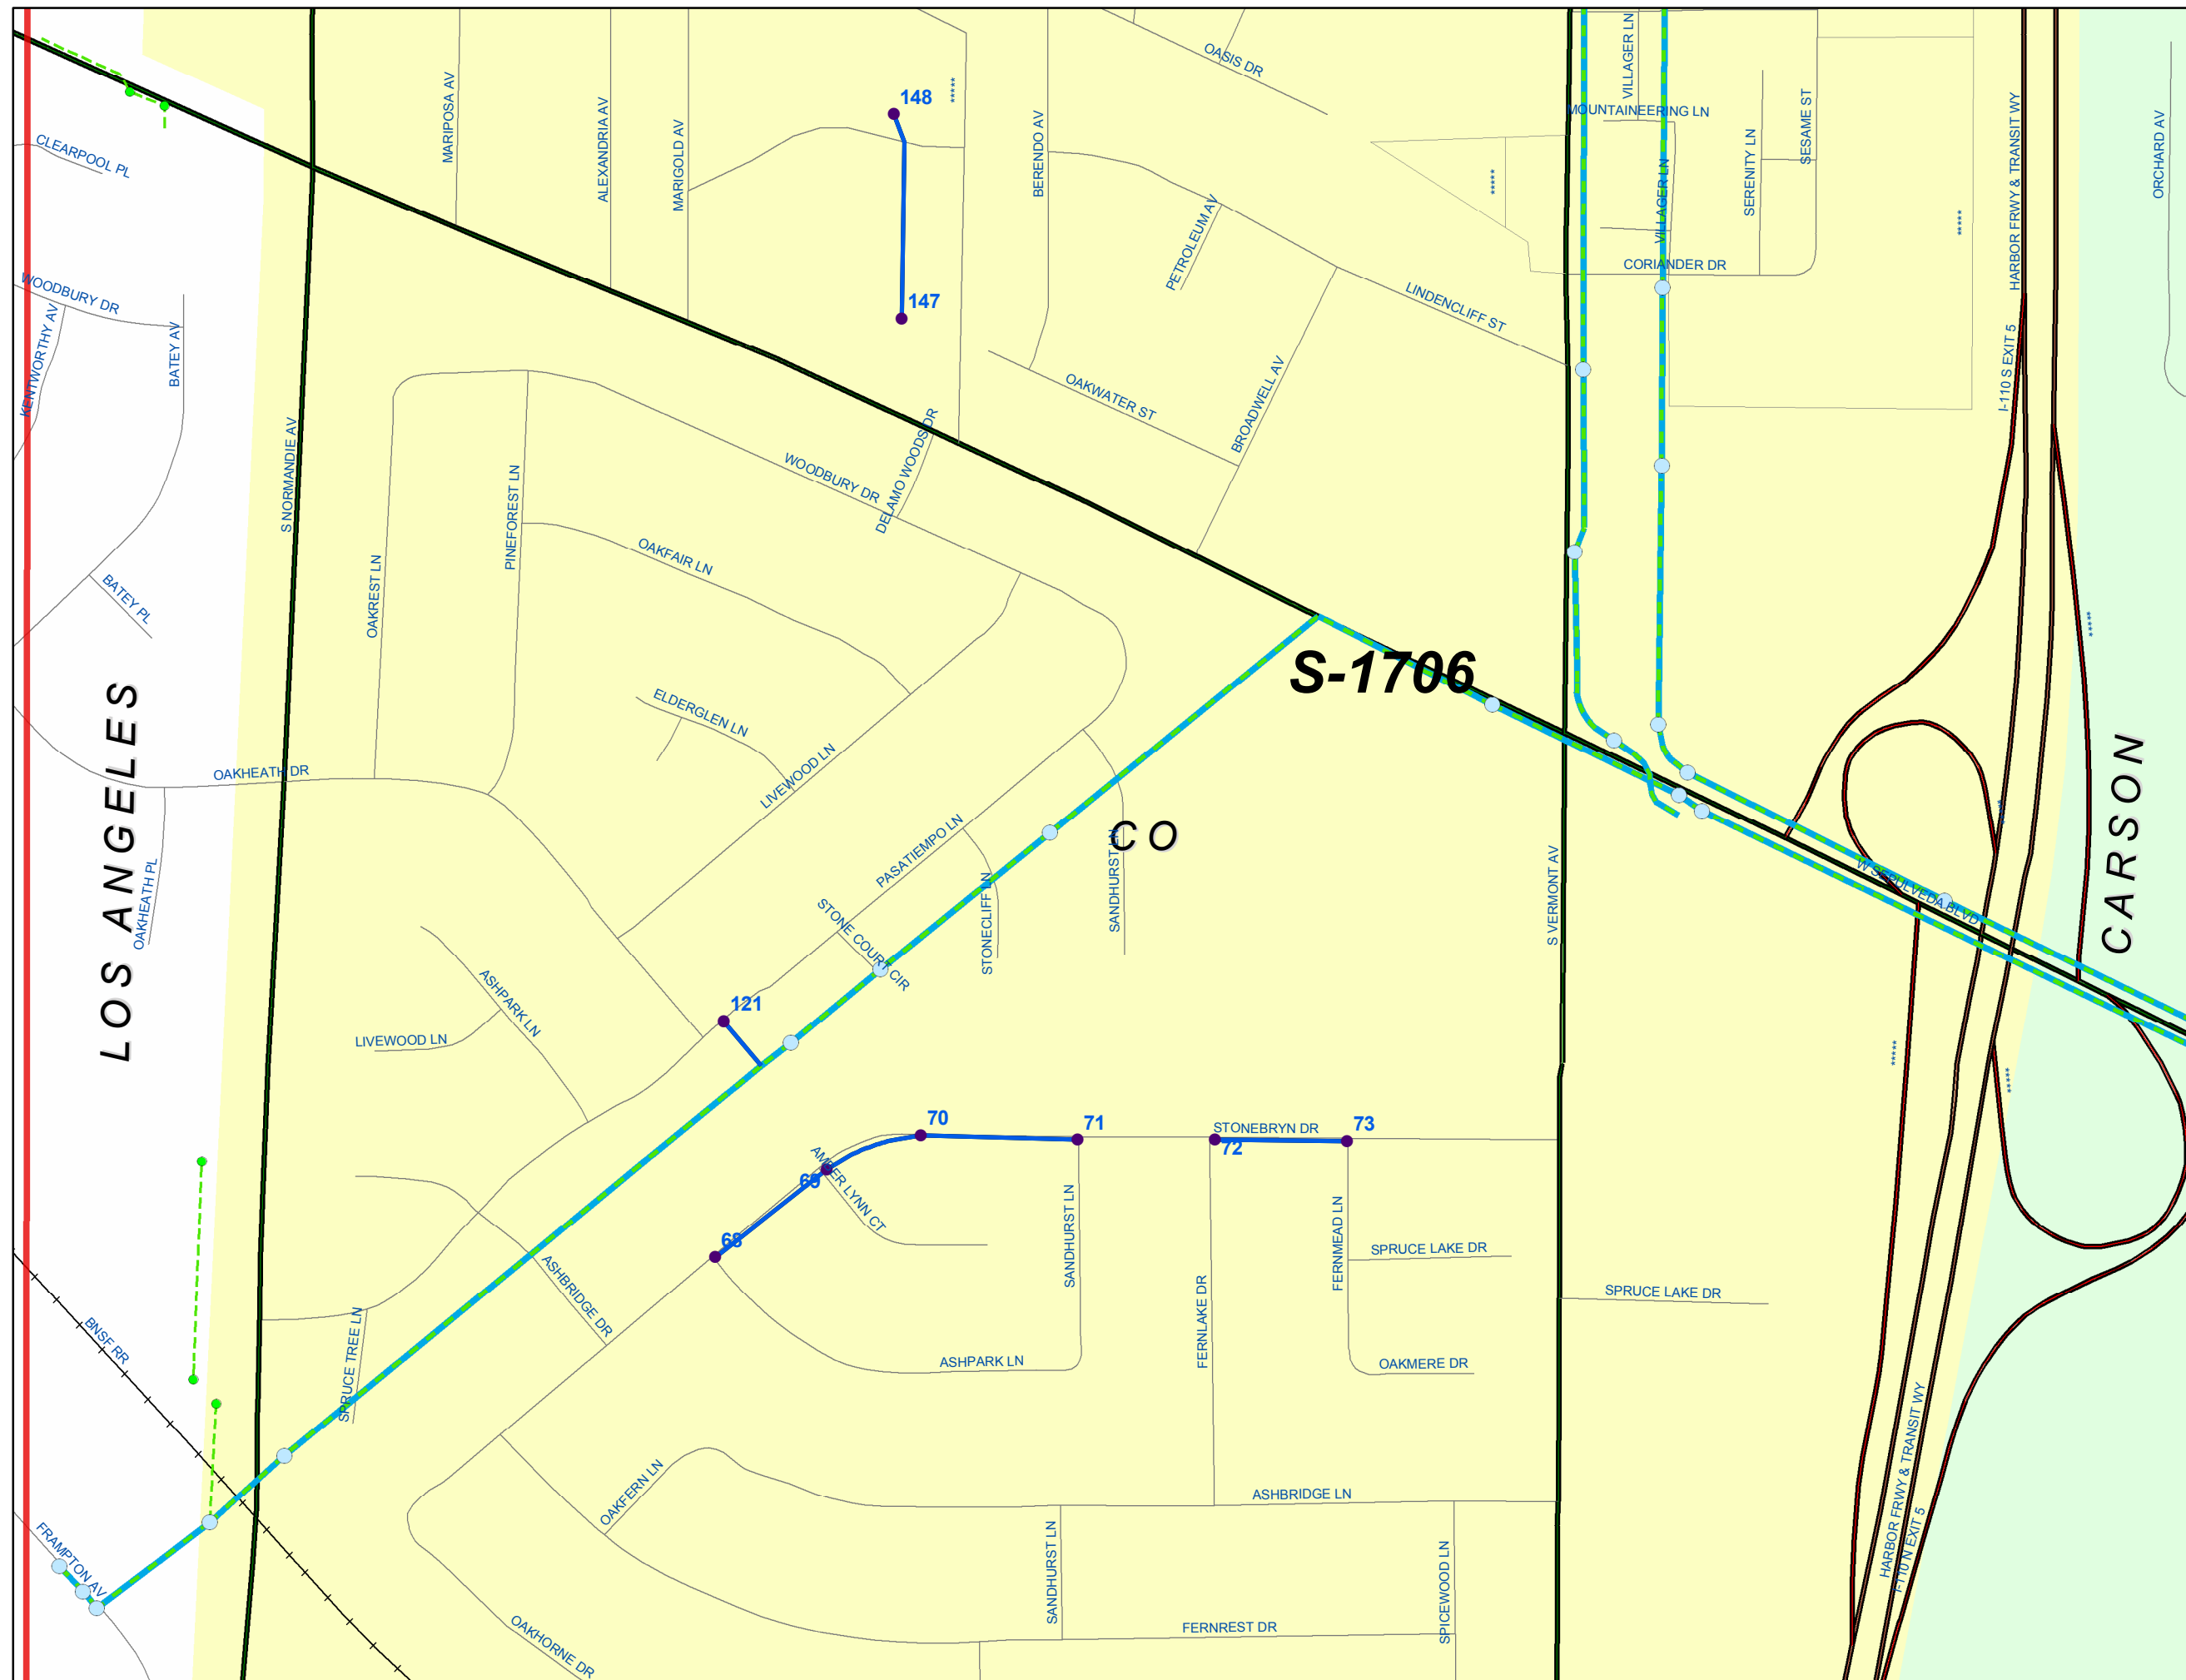 OASIS DR
VILLAGER LN
148
*****
MARIPOSA AV
ALEXANDRIA AV
MARIGOLD AV
BERENDO AV
MOUNTAINEERING LN
SESAME ST
HARBOR FRWY & TRANSIT WY
ORCHARD AV
CLEARPOOL PL
SERENITY LN
*****
VILLAGER LN
PETROLEUM AV
*****
CORIANDER DR
WOODBURY DR
147
LINDENCLIFF ST
KENTWORTHY AV
BATEY AV
I-110 S EXIT 5
OAKWATER ST
BROADWELL AV
S NORMANDIE AV
DELAMO WOODS DR
WOODBURY DR
PINEFOREST LN
OAKFAIR LN
OAKREST LN
BATEY PL
*****
S-1706
ELDERGLEN LN
LIVEWOOD LN
OAKHEATH DR
LOS ANGELES
CO
CARSON
*****
PASATIEMPO LN
SANDHURST LN
OAKHEATH PL
STONE COURT CIR
STONECLIFF LN
S VERMONT AV
W SEPULVEDA BLVD
ASHPARK LN
121
LIVEWOOD LN
*****
*****
70
71
STONEBRYN DR
72
73
AMBER LYNN CT
69
68
SANDHURST LN
FERNMEAD LN
SPRUCE LAKE DR
SPRUCE LAKE DR
ASHBRIDGE DR
FERNLAKE DR
BNSF RR
SPRUCE TREE LN
ASHPARK LN
OAKMERE DR
HARBOR FRWY & TRANSIT WY
OAKFERN LN
ASHBRIDGE LN
I-110 N EXIT 5
FRAMPTON AV
SANDHURST LN
SPICEWOOD LN
FERNREST DR
OAKHORNE DR